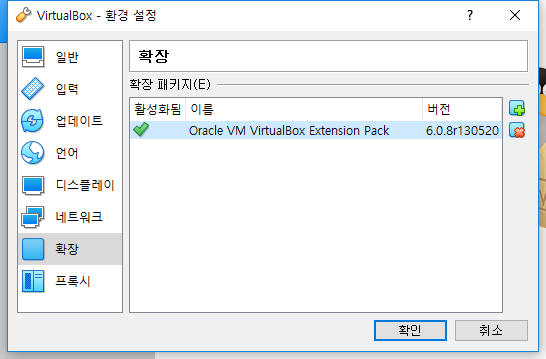 VirtualBox - 환경 설정
?
일반
입력
업데이트
언어
디스플레이
네트워크
확장
프록시
확장
확장 패키지(E)
활성화됨 이름 버전
Oracle VM VirtualBox Extension Pack 6.0.8r130520
확인 취소